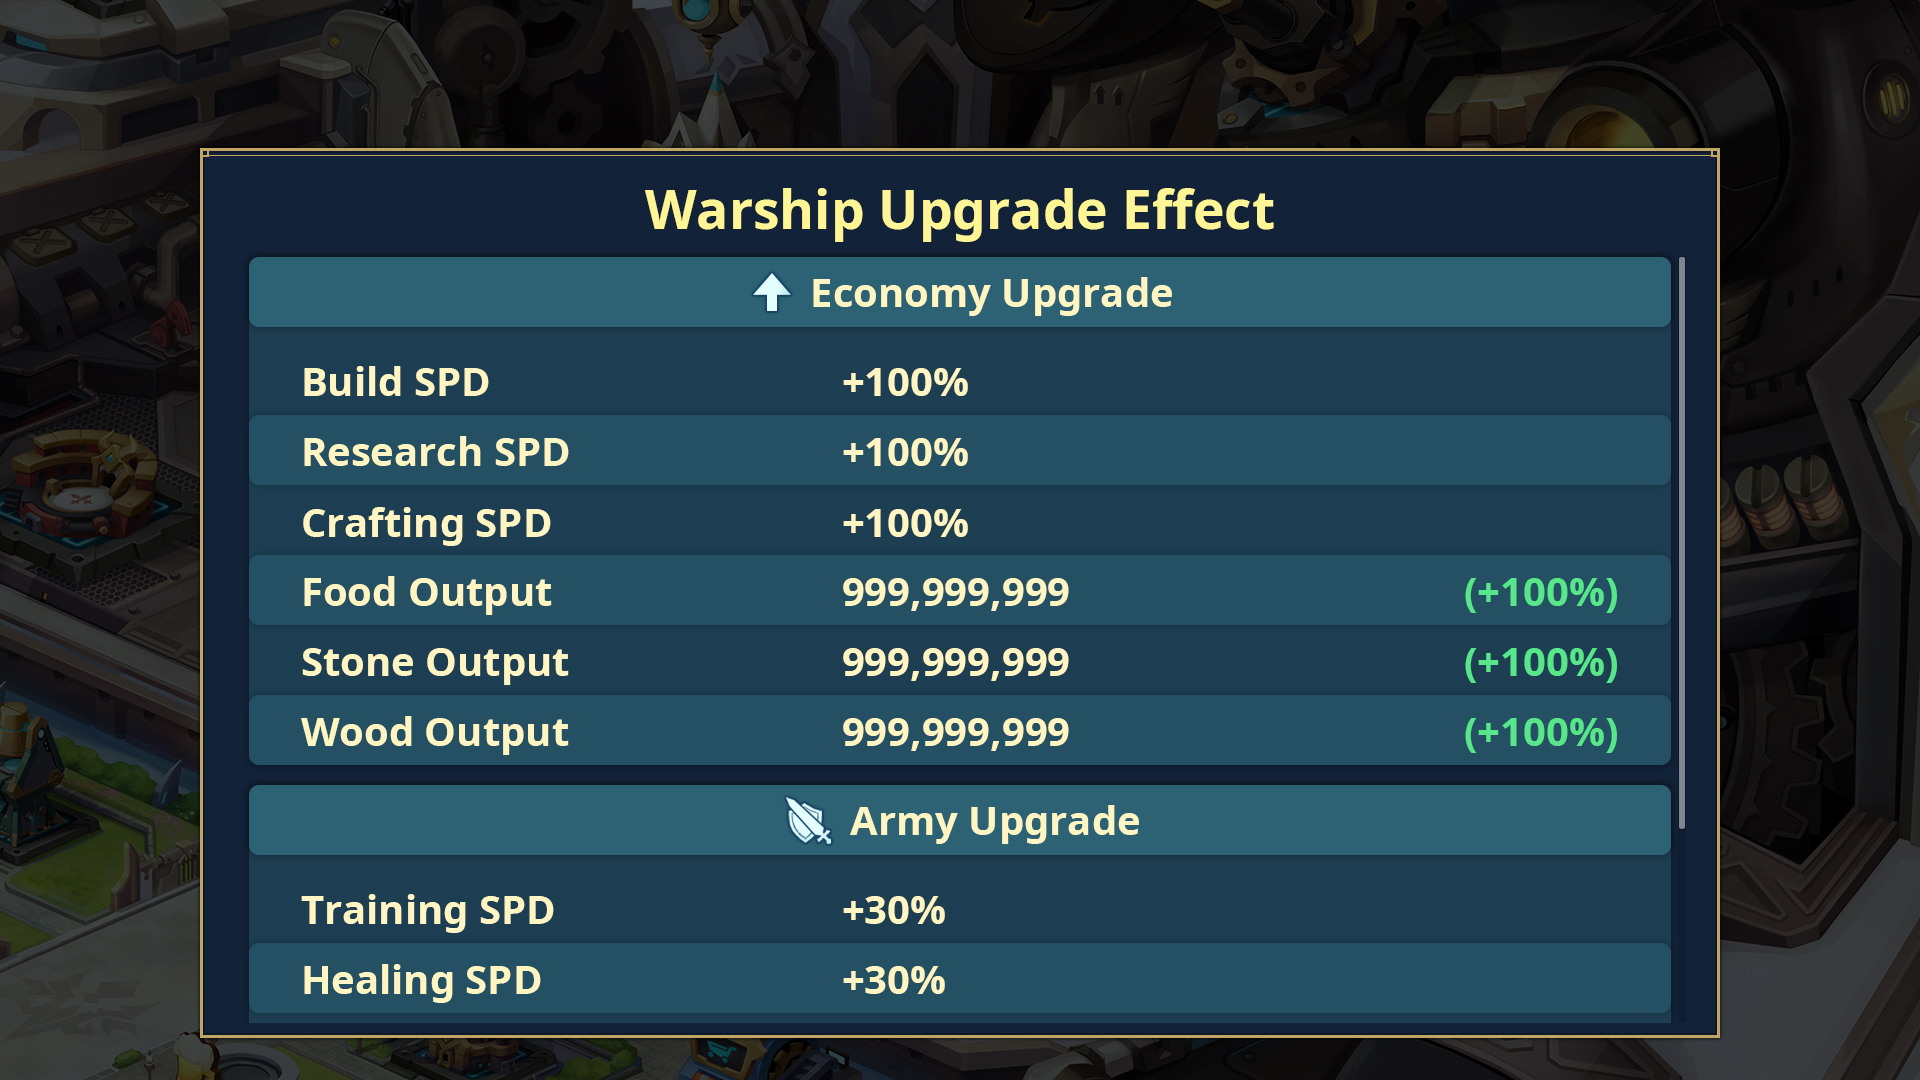 Warship Upgrade Effect
Economy Upgrade
Build SPD +100%
Research SPD +100%
Crafting SPD +100%
Food Output 999,999,999 (+100%)
Stone Output 999,999,999 (+100%)
Wood Output 999,999,999 (+100%)
Army Upgrade
Training SPD +30%
Healing SPD +30%